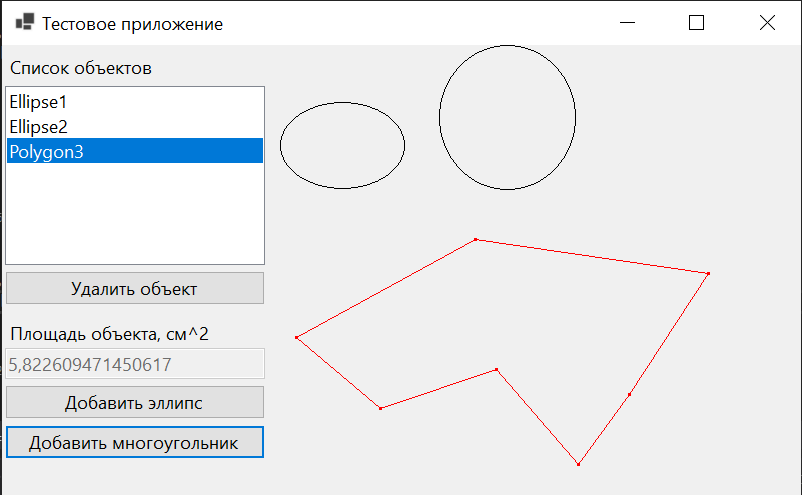 Тестовое приложение
Список объектов
Ellipse1
Ellipse2
Polygon3
Удалить объект
Площадь объекта, см^2
5,822609471450617
Добавить эллипс
Добавить многоугольник